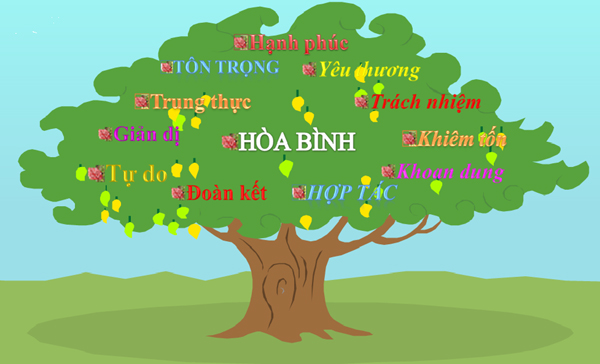 Hạnh phúc
TÔN TRỌNG
Yêu thương
Trung thực
Trách nhiệm
Giản dị
HÒA BÌNH
Khiêm tốn
Tự do
Khoan dung
Đoàn kết
HỢP TÁC